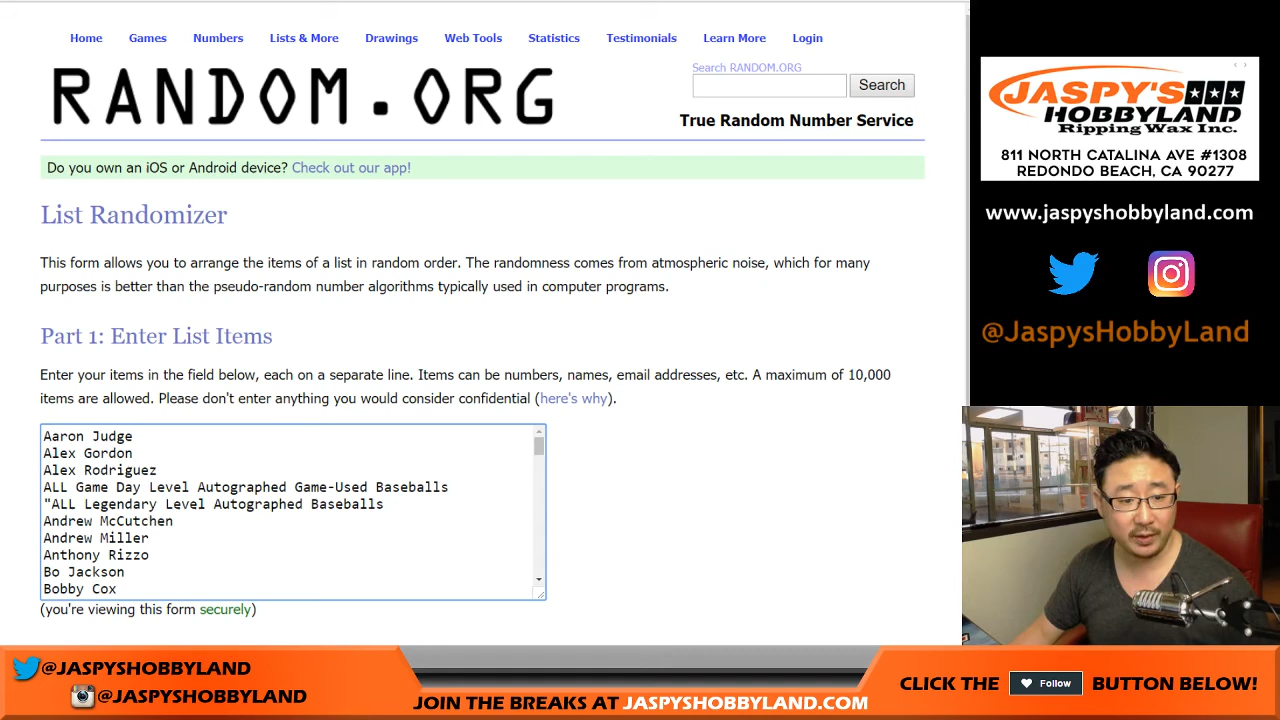 Home Games Numbers Lists & More Drawings Web Tools Statistics Testimonials Learn More Login
RANDOM.ORG
Search RANDOM.ORG
Search
True Random Number Service
Do you own an iOS or Android device? Check out our app!
List Randomizer
This form allows you to arrange the items of a list in random order. The randomness comes from atmospheric noise, which for many
purposes is better than the pseudo-random number algorithms typically used in computer programs.
Part 1: Enter List Items
Enter your items in the field below, each on a separate line. Items can be numbers, names, email addresses, etc. A maximum of 10,000
items are allowed. Please don't enter anything you would consider confidential (here's why).
Aaron Judge
Alex Gordon
Alex Rodriguez
ALL Game Day Level Autographed Game-Used Baseballs
"ALL Legendary Level Autographed Baseballs
Andrew McCutchen
Andrew Miller
Anthony Rizzo
Bo Jackson
Bobby Cox
(you're viewing this form securely)
JASPY'S
HOBBYLAND
Ripping Wax Inc.
811 NORTH CATALINA AVE #1308
REDONDO BEACH, CA 90277
www.jaspyshobbyland.com
@JaspysHobbyLand
@JASPYSHOBBYLAND
@JASPYSHOBBYLAND
JOIN THE BREAKS AT JASPYSHOBBYLAND.COM
CLICK THE Follow BUTTON BELOW!